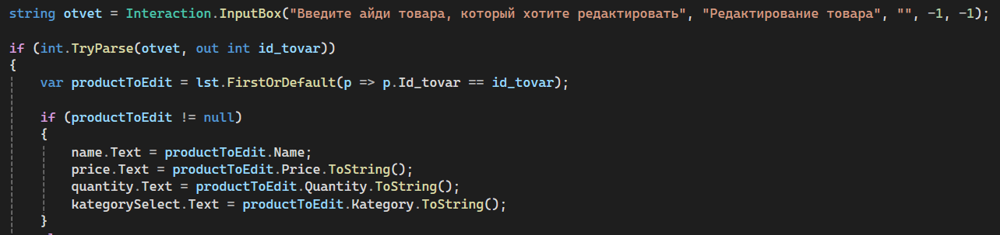 string otvet = Interaction.InputBox("Введите айди товара, который хотите редактировать", "Редактирование товара", "", -1, -1);
if (int.TryParse(otvet, out int id_tovar))
{
var productToEdit = lst.FirstOrDefault(p => p.Id_tovar == id_tovar);
if (productToEdit != null)
{
name.Text = productToEdit.Name;
price.Text = productToEdit.Price.ToString();
quantity.Text = productToEdit.Quantity.ToString();
kategorySelect.Text = productToEdit.Kategory.ToString();
}